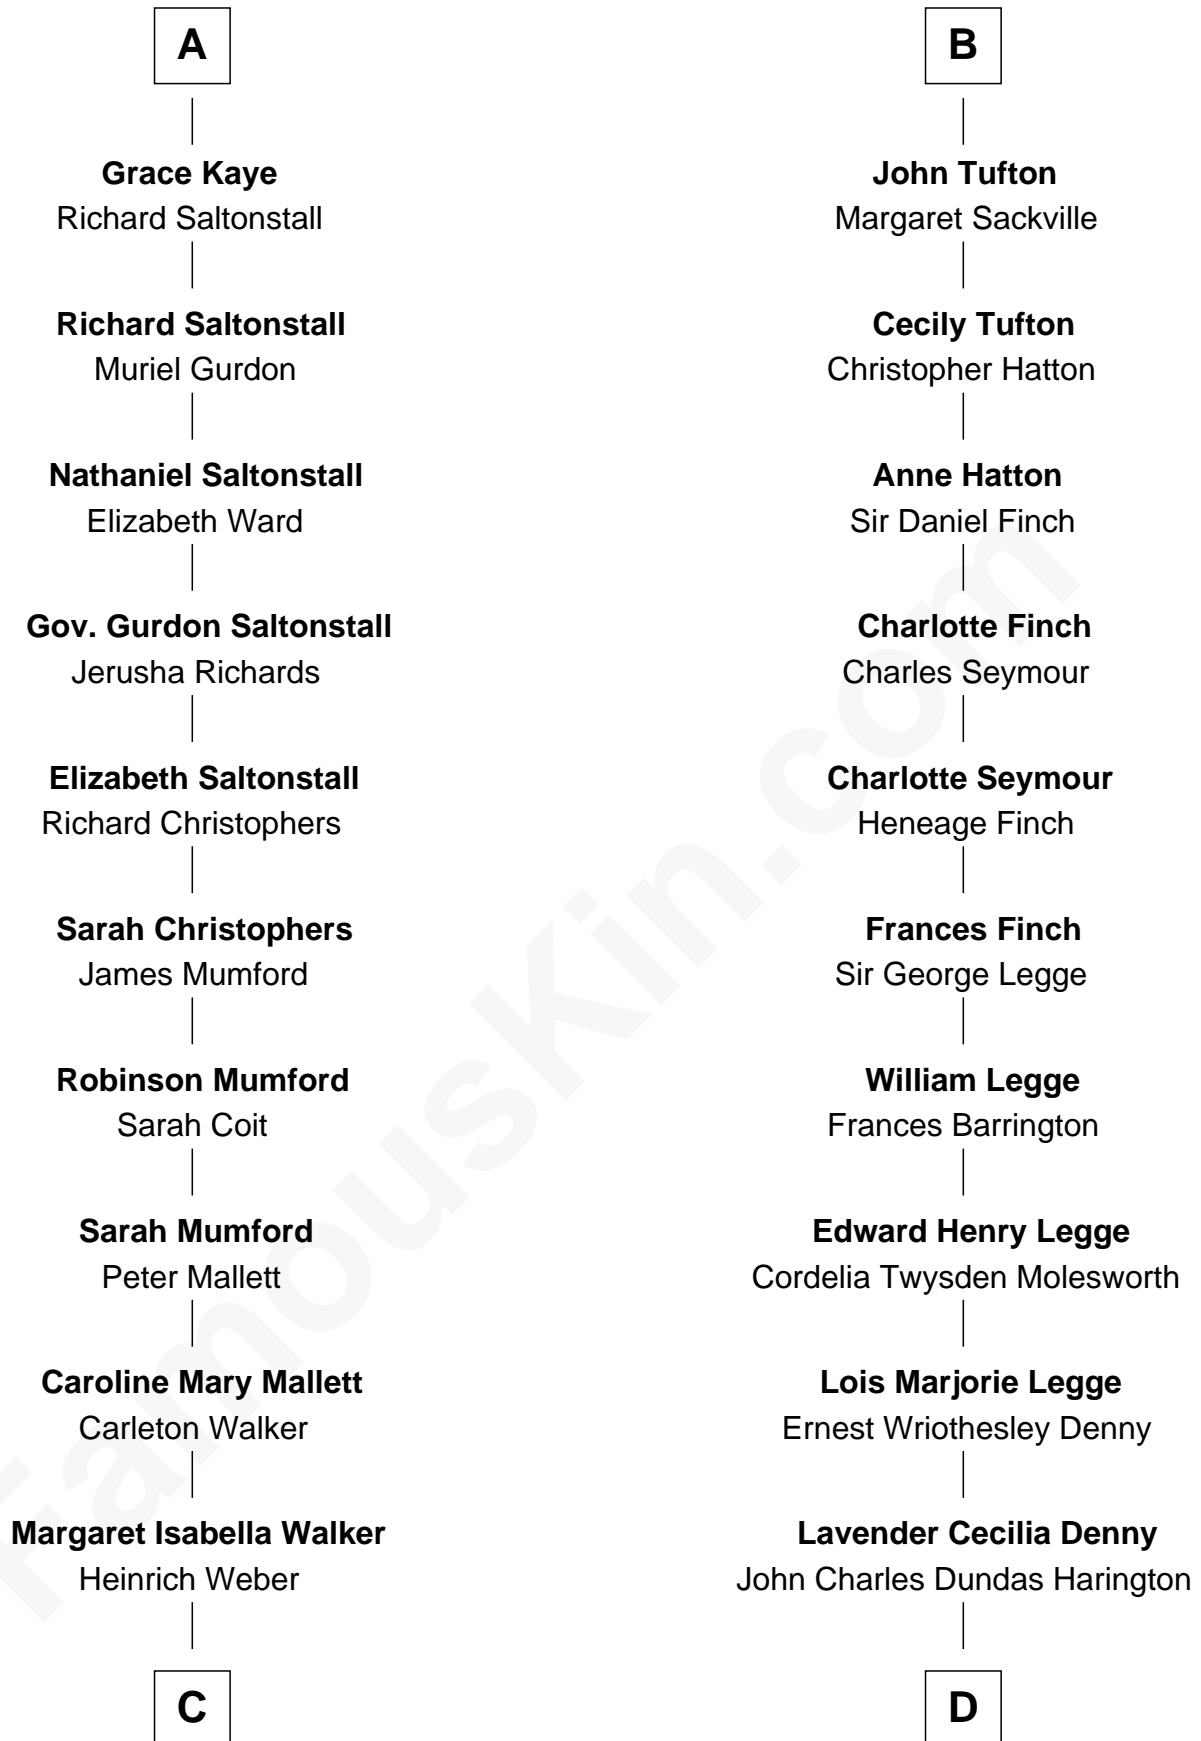 A
Grace Kaye
Richard Saltonstall
Richard Saltonstall
Muriel Gurdon
Nathaniel Saltonstall
Elizabeth Ward
Gov. Gurdon Saltonstall
Jerusha Richards
Elizabeth Saltonstall
Richard Christophers
Sarah Christophers
James Mumford
Robinson Mumford
Sarah Coit
Sarah Mumford
Peter Mallett
Caroline Mary Mallett
Carleton Walker
Margaret Isabella Walker
Heinrich Weber
C
B
John Tufton
Margaret Sackville
Cecily Tufton
Christopher Hatton
Anne Hatton
Sir Daniel Finch
Charlotte Finch
Charles Seymour
Charlotte Seymour
Heneage Finch
Frances Finch
Sir George Legge
William Legge
Frances Barrington
Edward Henry Legge
Cordelia Twysden Molesworth
Lois Marjorie Legge
Ernest Wriothesley Denny
Lavender Cecilia Denny
John Charles Dundas Harington
D
FamousKin.com